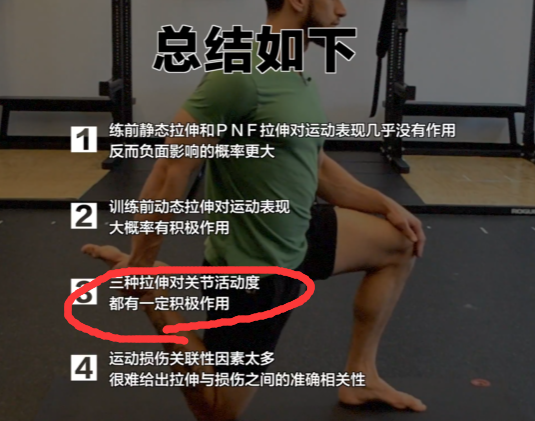 总结如下
1 练前静态拉伸和PNF拉伸对运动表现几乎没有作用
反而负面影响的概率更大
2 训练前动态拉伸对运动表现
大概率有积极作用
3 三种拉伸对关节活动度
都有一定积极作用
4 运动损伤关联性因素太多
很难给出拉伸与损伤之间的准确相关性